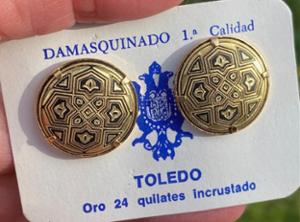 DAMASQUINADO 1.ª Calidad
TOLEDO
Oro 24 quilates incrustado